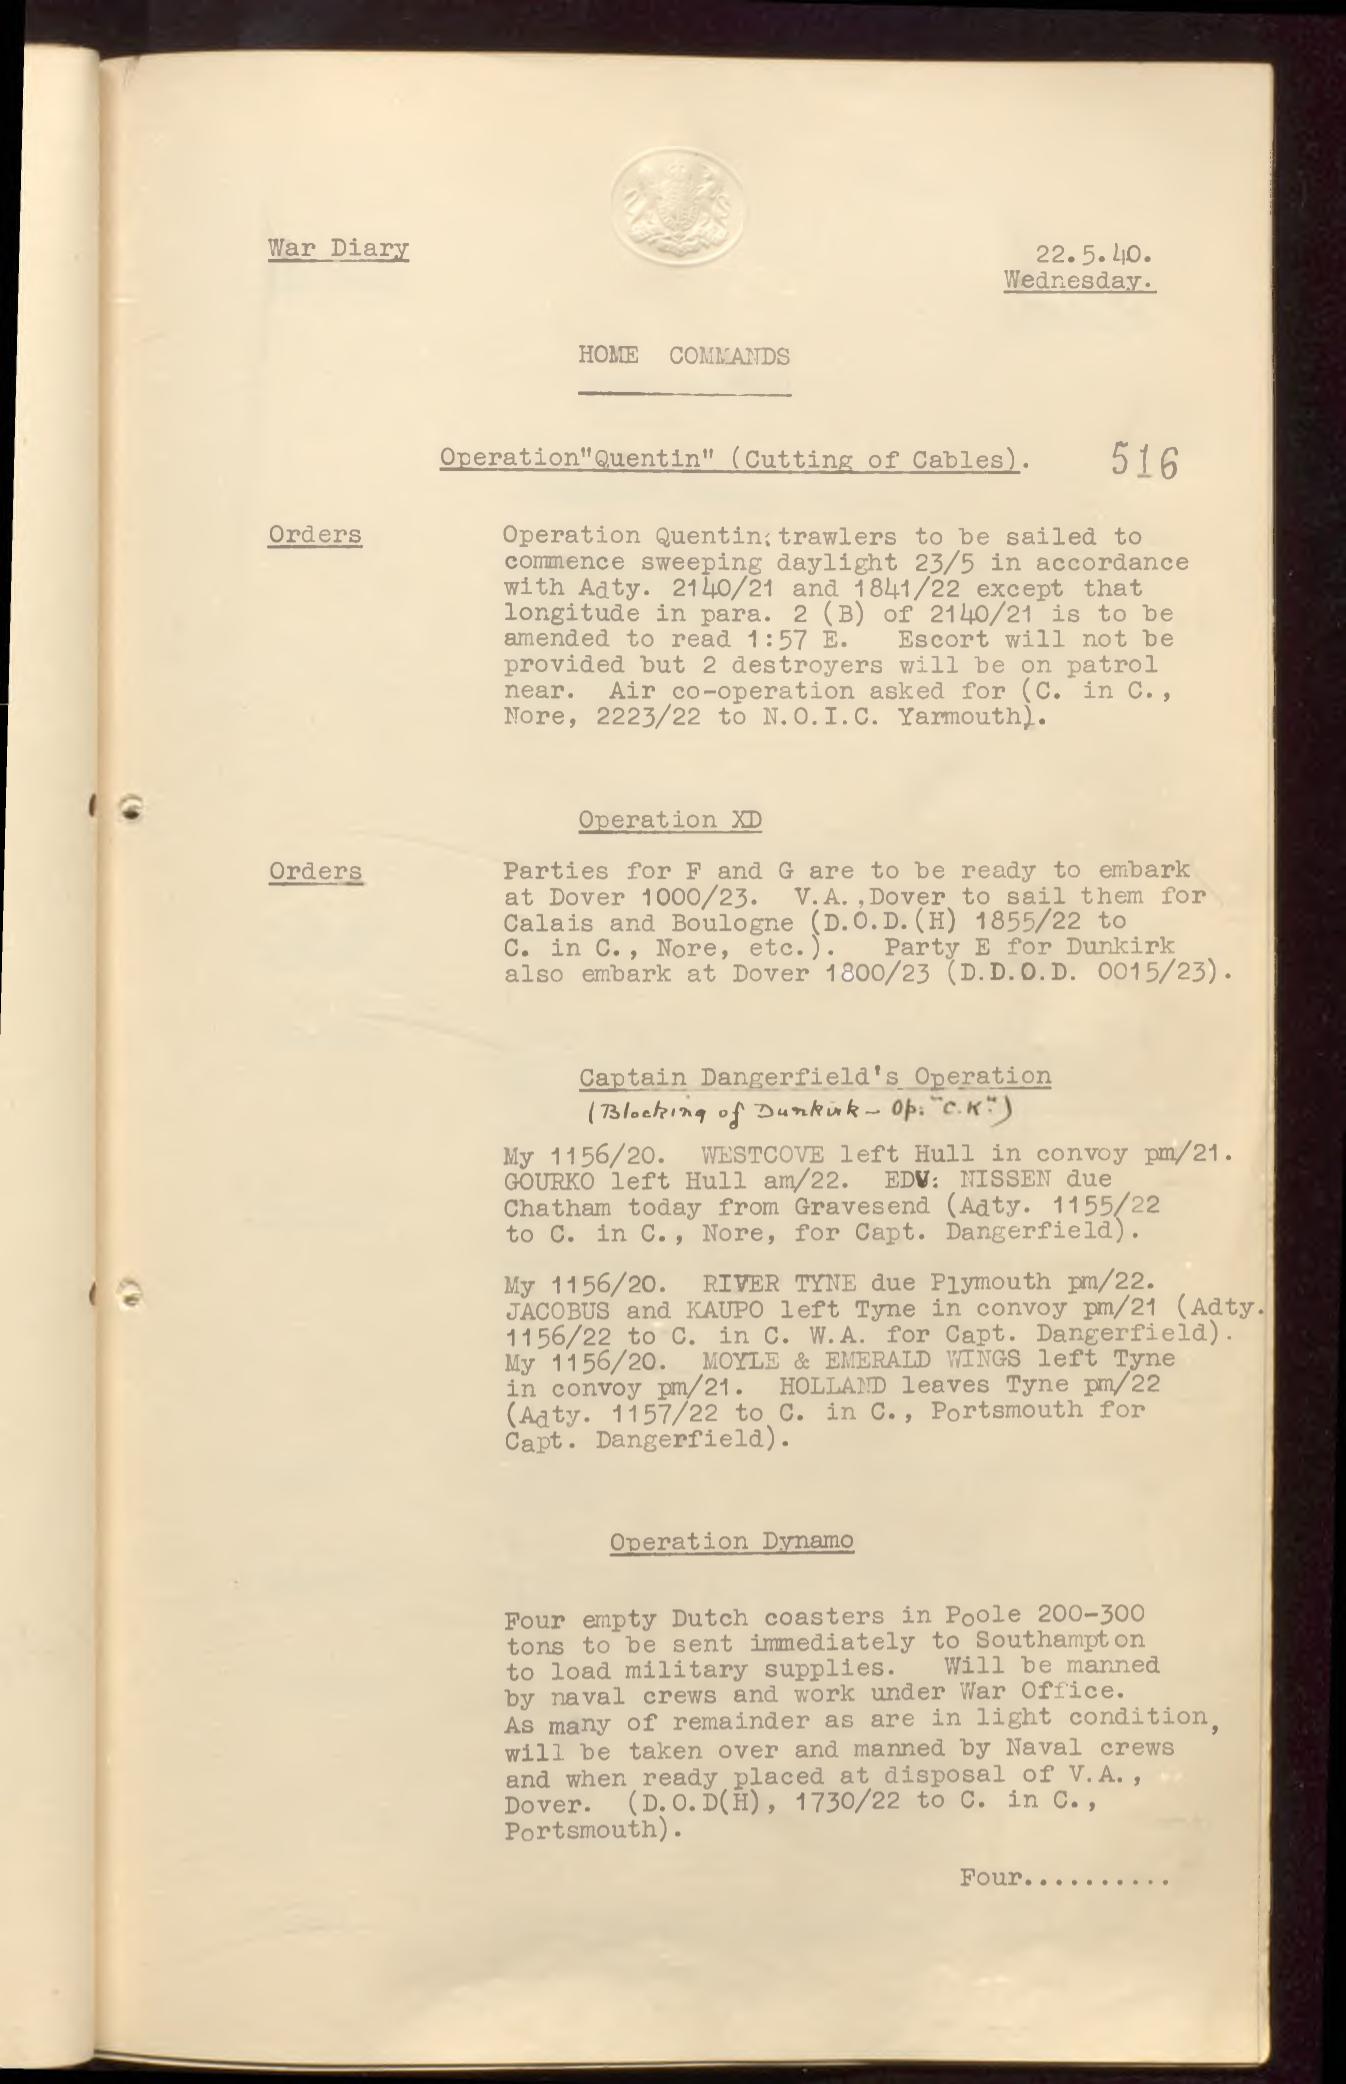 War Diary
22.5.40.
Wednesday.
HOME COMMANDS
Operation"Quentin" (Cutting of Cables).
516
Orders
Operation Quentin; trawlers to be sailed to
commence sweeping daylight 23/5 in accordance
with Adty. 2140/21 and 1841/22 except that
longitude in para. 2 (B) of 2140/21 is to be
amended to read 1:57 E. Escort will not be
provided but 2 destroyers will be on patrol
near. Air co-operation asked for (C. in C.,
Nore, 2223/22 to N.O.I.C. Yarmouth).
Operation XD
Orders
Parties for F and G are to be ready to embark
at Dover 1000/23. V.A.,Dover to sail them for
Calais and Boulogne (D.O.D.(H) 1855/22 to
C. in C., Nore, etc.). Party E for Dunkirk
also embark at Dover 1800/23 (D.D.O.D. 0015/23).
Captain Dangerfield's Operation
(Blocking of Dunkirk - Op: "C.K".)
My 1156/20. WESTCOVE left Hull in convoy pm/21.
GOURKO left Hull am/22. EDV: NISSEN due
Chatham today from Gravesend (Adty. 1155/22
to C. in C., Nore, for Capt. Dangerfield).
My 1156/20. RIVER TYNE due Plymouth pm/22.
JACOBUS and KAUPO left Tyne in convoy pm/21 (Adty.
1156/22 to C. in C. W.A. for Capt. Dangerfield).
My 1156/20. MOYLE & EMERALD WINGS left Tyne
in convoy pm/21. HOLLAND leaves Tyne pm/22
(Adty. 1157/22 to C. in C., Portsmouth for
Capt. Dangerfield).
Operation Dynamo
Four empty Dutch coasters in Poole 200-300
tons to be sent immediately to Southampton
to load military supplies. Will be manned
by naval crews and work under War Office.
As many of remainder as are in light condition,
will be taken over and manned by Naval crews
and when ready placed at disposal of V.A.,
Dover. (D.O.D(H), 1730/22 to C. in C.,
Portsmouth).
Four..........